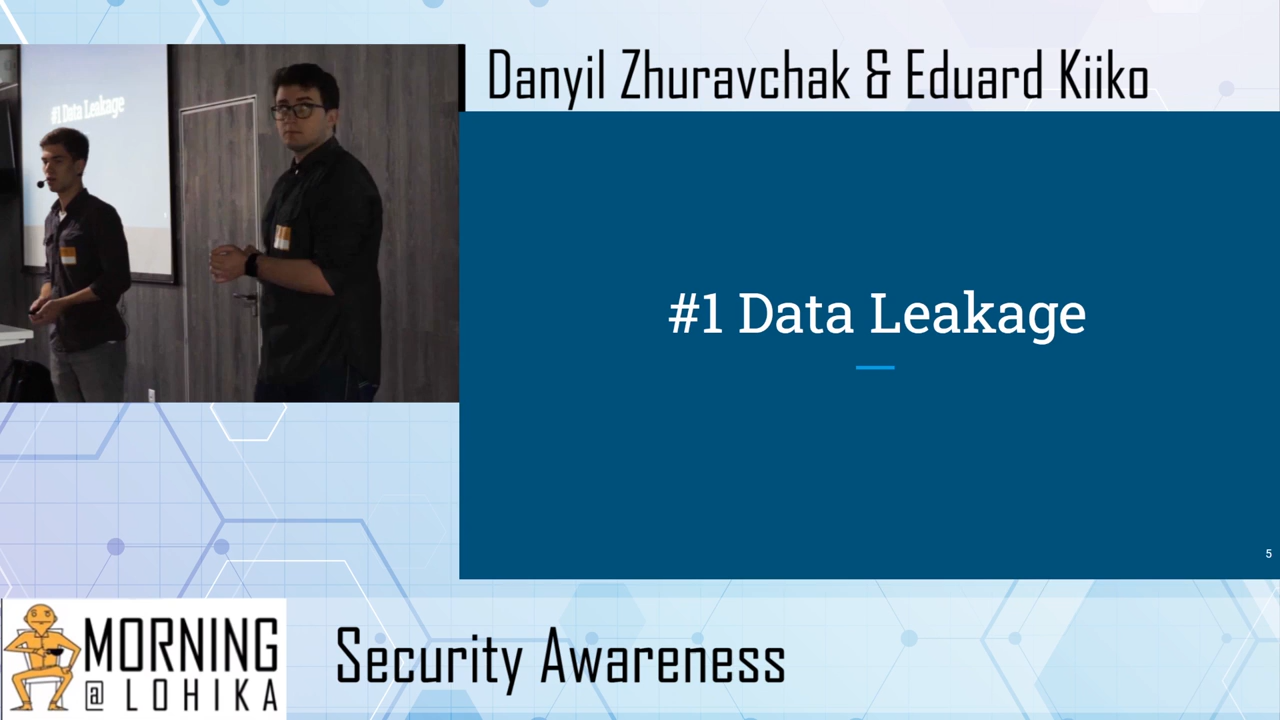 Danyil Zhuravchak & Eduard Kiiko
#1 Data Leakage
#1 Data Leakage
5
MORNING
@ LOHIKA
Security Awareness